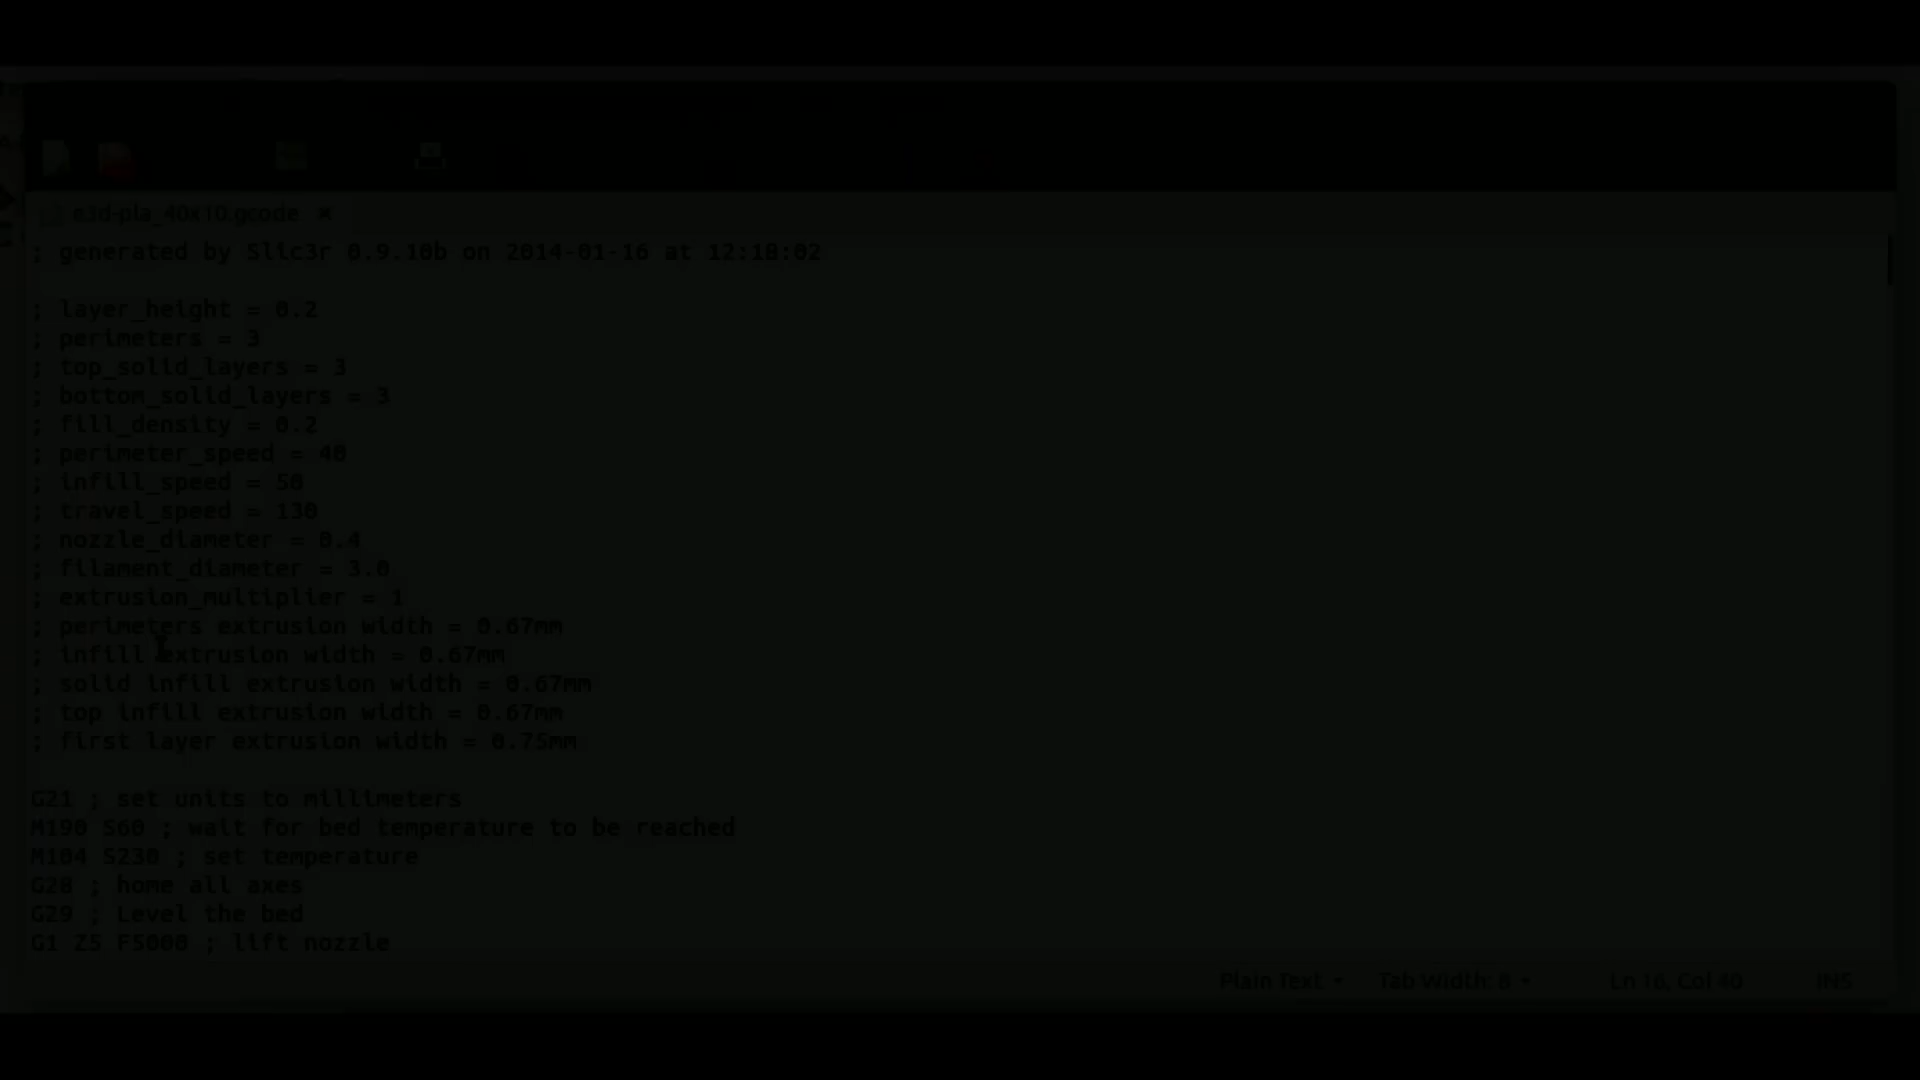 e3d-pla_40x10.gcode
; generated by Slic3r 0.9.10b on 2014-01-16 at 12:18:02
; layer_height = 0.2
; perimeters = 3
; top_solid_layers = 3
; bottom_solid_layers = 3
; fill_density = 0.2
; perimeter_speed = 40
; infill_speed = 50
; travel_speed = 130
; nozzle_diameter = 0.4
; filament_diameter = 3.0
; extrusion_multiplier = 1
; perimeters extrusion width = 0.67mm
; infill extrusion width = 0.67mm
; solid infill extrusion width = 0.67mm
; top infill extrusion width = 0.67mm
; first layer extrusion width = 0.75mm
G21 ; set units to millimeters
M190 S60 ; wait for bed temperature to be reached
M104 S230 ; set temperature
G28 ; home all axes
G29 ; Level the bed
G1 Z5 F5000 ; lift nozzle
Plain Text Tab Width: 8 Ln 16, Col 40 INS